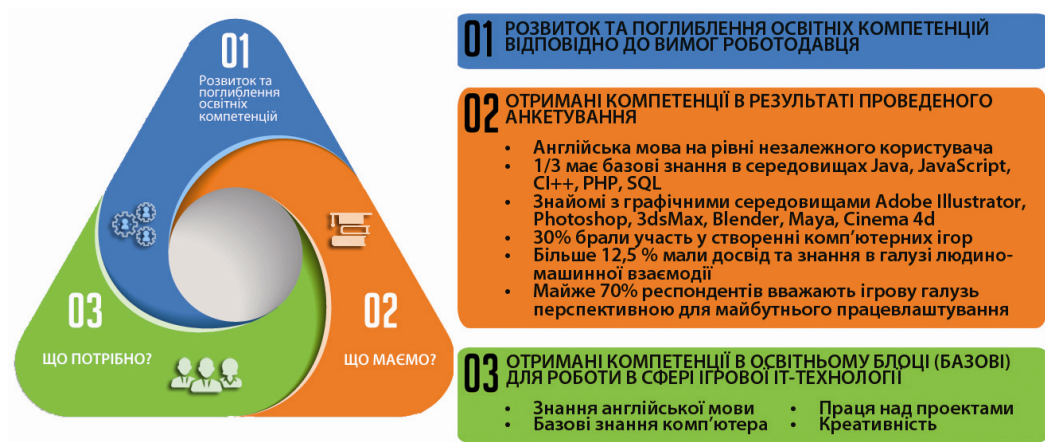 01
Розвиток та
поглиблення
освітніх
компетенцій
03
ЩО ПОТРІБНО?
02
ЩО МАЄМО?
01 РОЗВИТОК ТА ПОГЛИБЛЕННЯ ОСВІТНІХ КОМПЕТЕНЦІЙ
ВІДПОВІДНО ДО ВИМОГ РОБОТОДАВЦЯ
02 ОТРИМАНІ КОМПЕТЕНЦІЇ В РЕЗУЛЬТАТІ ПРОВЕДЕНОГО
АНКЕТУВАННЯ
• Англійська мова на рівні незалежного користувача
• 1/3 має базові знання в середовищах Java, JavaScript,
CI++, PHP, SQL
• Знайомі з графічними середовищами Adobe Illustrator,
Photoshop, 3dsMax, Blender, Maya, Cinema 4d
• 30% брали участь у створенні комп’ютерних ігор
• Більше 12,5 % мали досвід та знання в галузі людино-
машинної взаємодії
• Майже 70% респондентів вважають ігрову галузь
перспективною для майбутнього працевлаштування
03 ОТРИМАНІ КОМПЕТЕНЦІЇ В ОСВІТНЬОМУ БЛОЦІ (БАЗОВІ)
ДЛЯ РОБОТИ В СФЕРІ ІГРОВОЇ ІТ-ТЕХНОЛОГІЇ
• Знання англійської мови
• Базові знання комп’ютера
• Праця над проектами
• Креативність